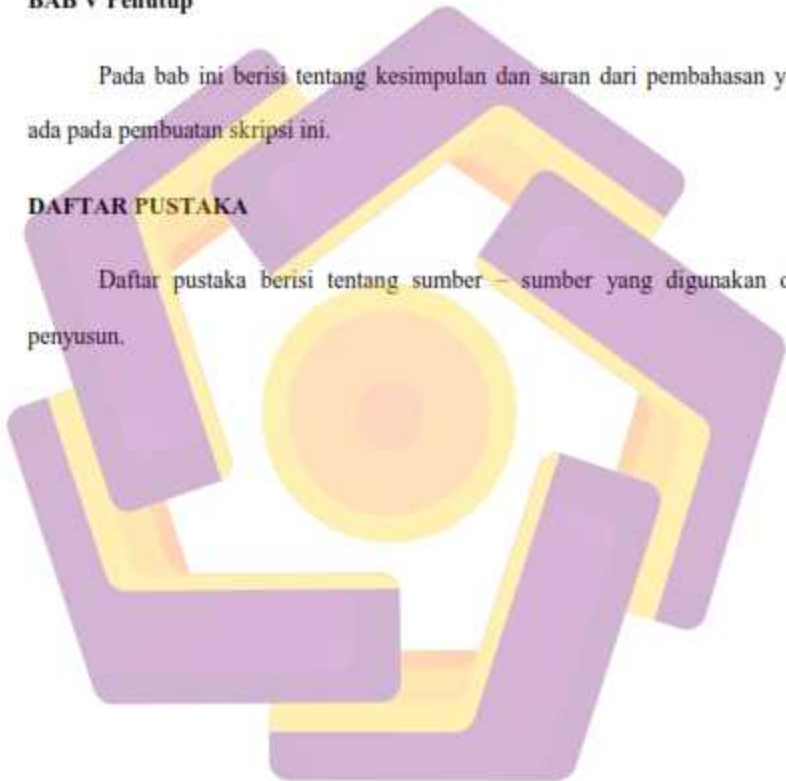 BAB V Penutup
Pada bab ini berisi tentang kesimpulan dan saran dari pembahasan
ada pada pembuatan skripsi ini.
DAFTAR PUSTAKA
Daftar pustaka berisi tentang sumber – sumber yang digunakan
penyusun.